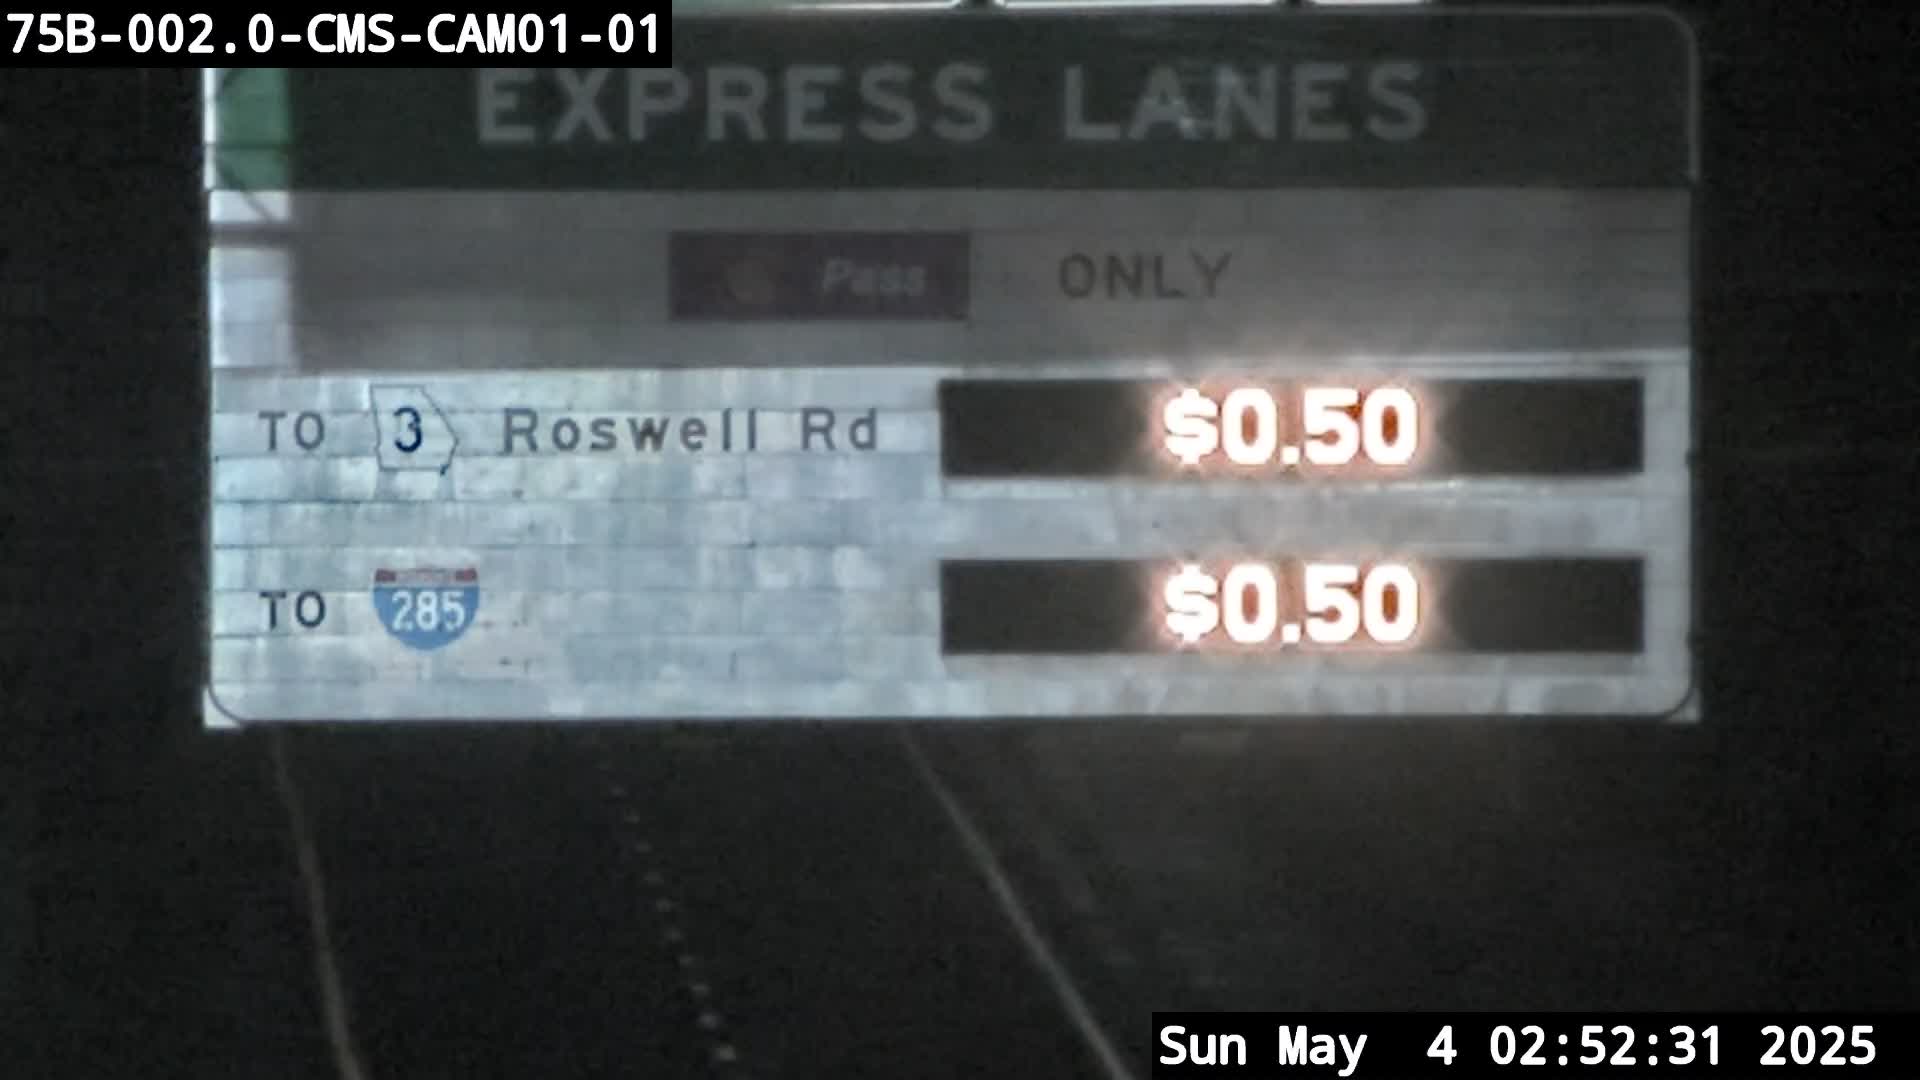 75B-002.0-CMS-CAM01-01
EXPRESS LANES
Pass ONLY
TO 3 Roswell Rd $0.50
TO 285 $0.50
Sun May 4 02:52:31 2025